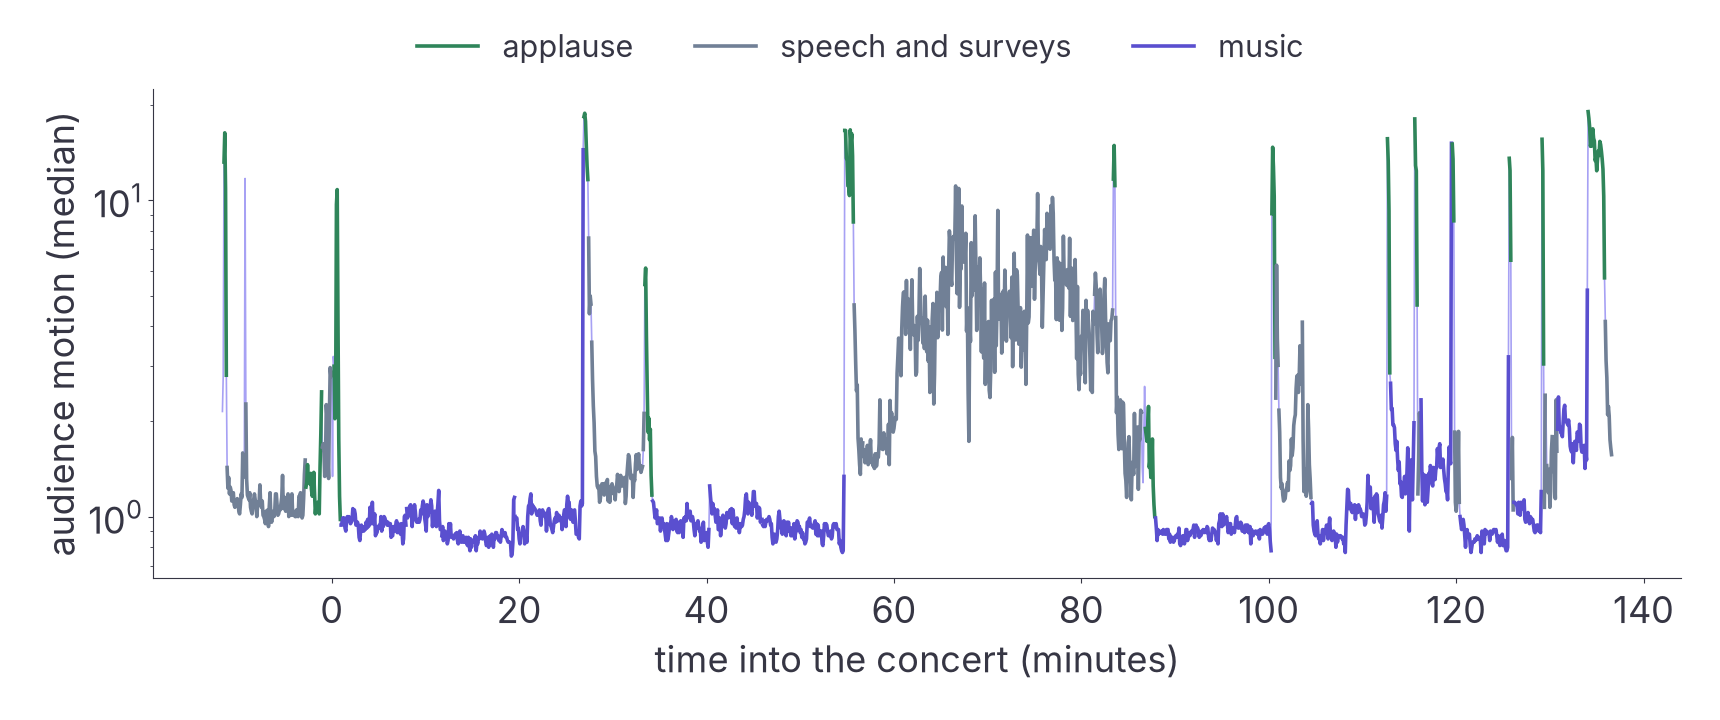 applause speech and surveys music
audience motion (median)
10¹
10⁰
0 20 40 60 80 100 120 140
time into the concert (minutes)